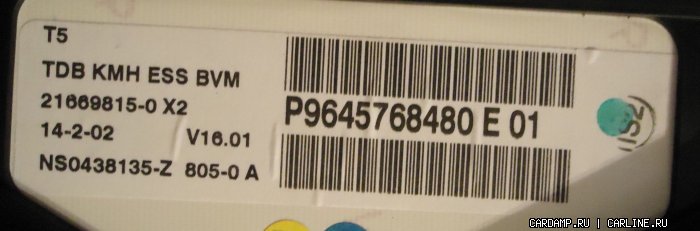 T5
TDB KMH ESS BVM
21669815-0 X2
14-2-02 V16.01
NS0438135-Z 805-0 A
P9645768480 E 01
CARDAMP.RU | CARLINE.RU